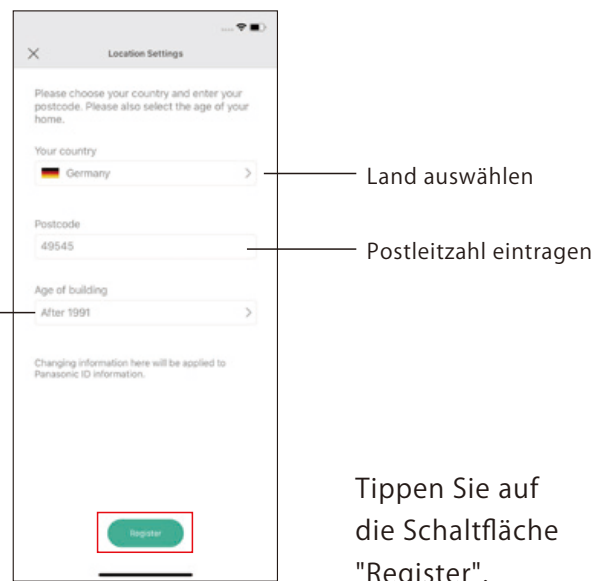 Location Settings
Please choose your country and enter your
postcode. Please also select the age of your
home.
Your country
Germany
Land auswählen
Postcode
49545
Postleitzahl eintragen
Age of building
After 1991
Changing information here will be applied to
Panasonic ID information.
Tippen Sie auf
die Schaltfläche
"Register".
Register